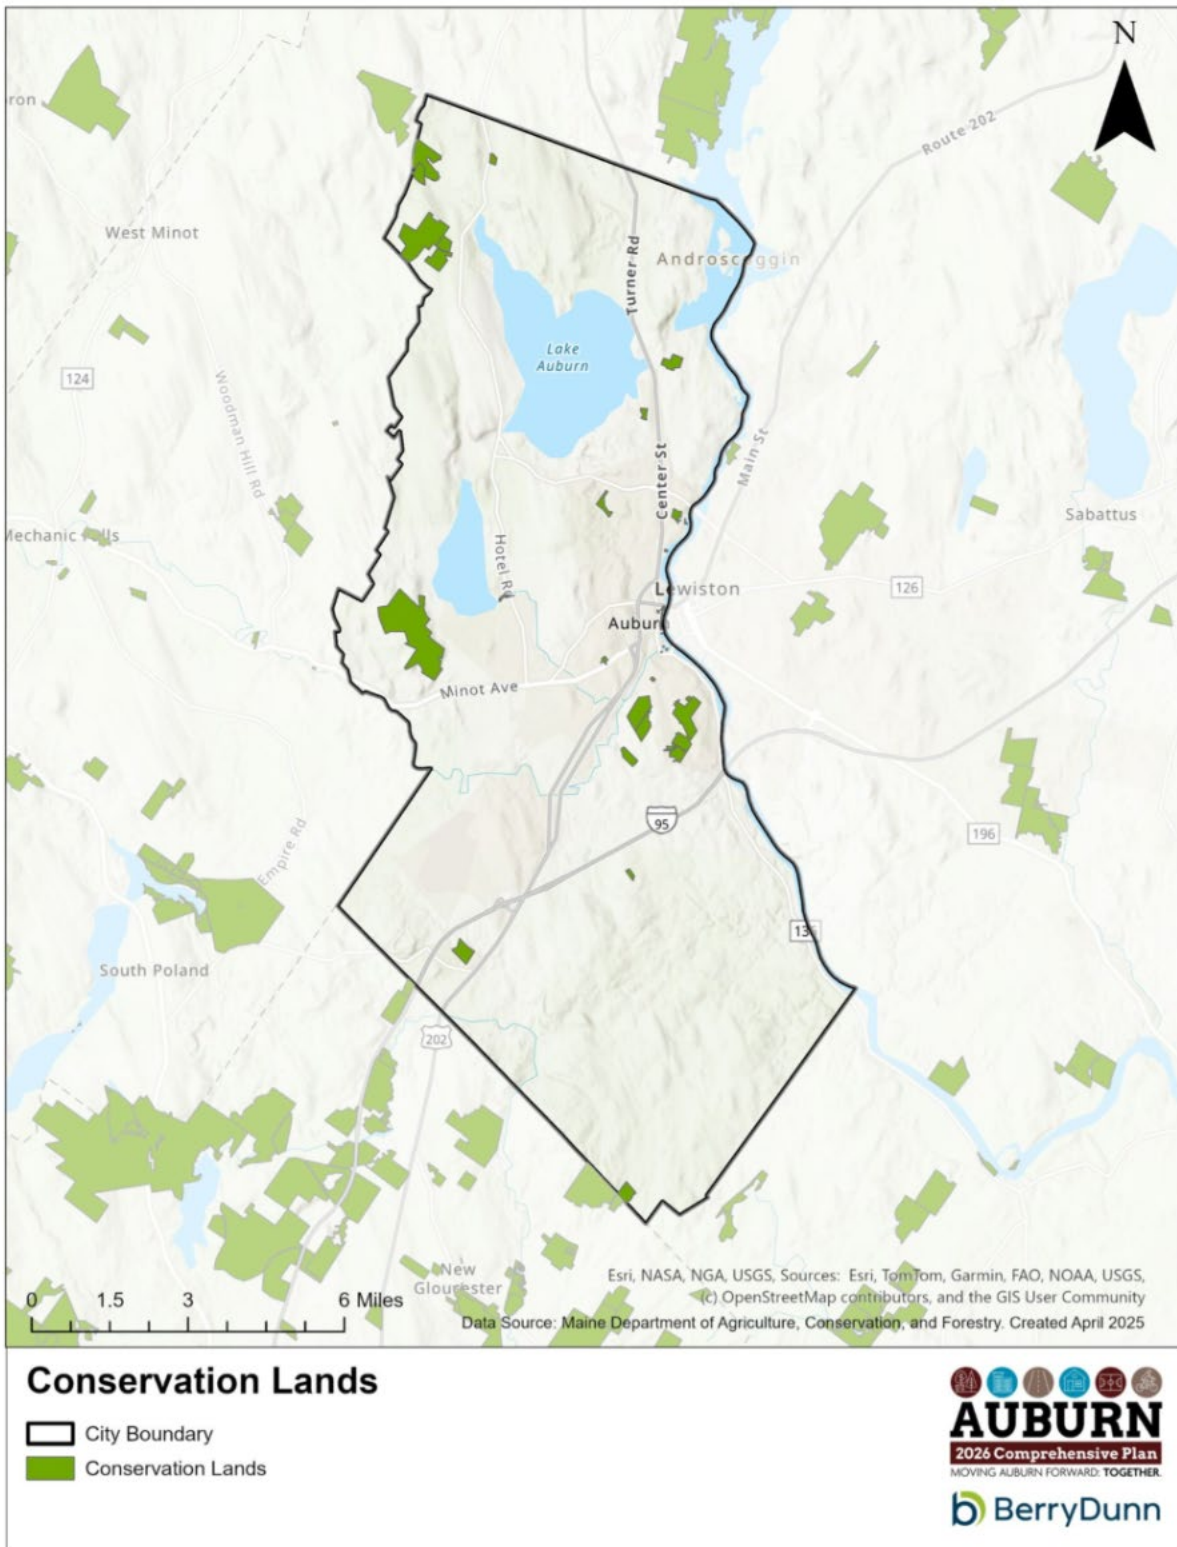 N
ron
Route 202
West Minot
Androscoggin
Turner Rd
Lake
Auburn
124
Woodman Hill Rd
Main St
Center St
Sabattus
Hotel Rd
Lewiston
126
Auburn
Minot Ave
95
196
Empire Rd
13
South Poland
202
New
Gloucester
Esri, NASA, NGA, USGS, Sources: Esri, TomTom, Garmin, FAO, NOAA, USGS,
(c) OpenStreetMap contributors, and the GIS User Community
0 1.5 3 6 Miles
Data Source: Maine Department of Agriculture, Conservation, and Forestry. Created April 2025
Conservation Lands
City Boundary
Conservation Lands
AUBURN
2026 Comprehensive Plan
MOVING AUBURN FORWARD: TOGETHER.
BerryDunn